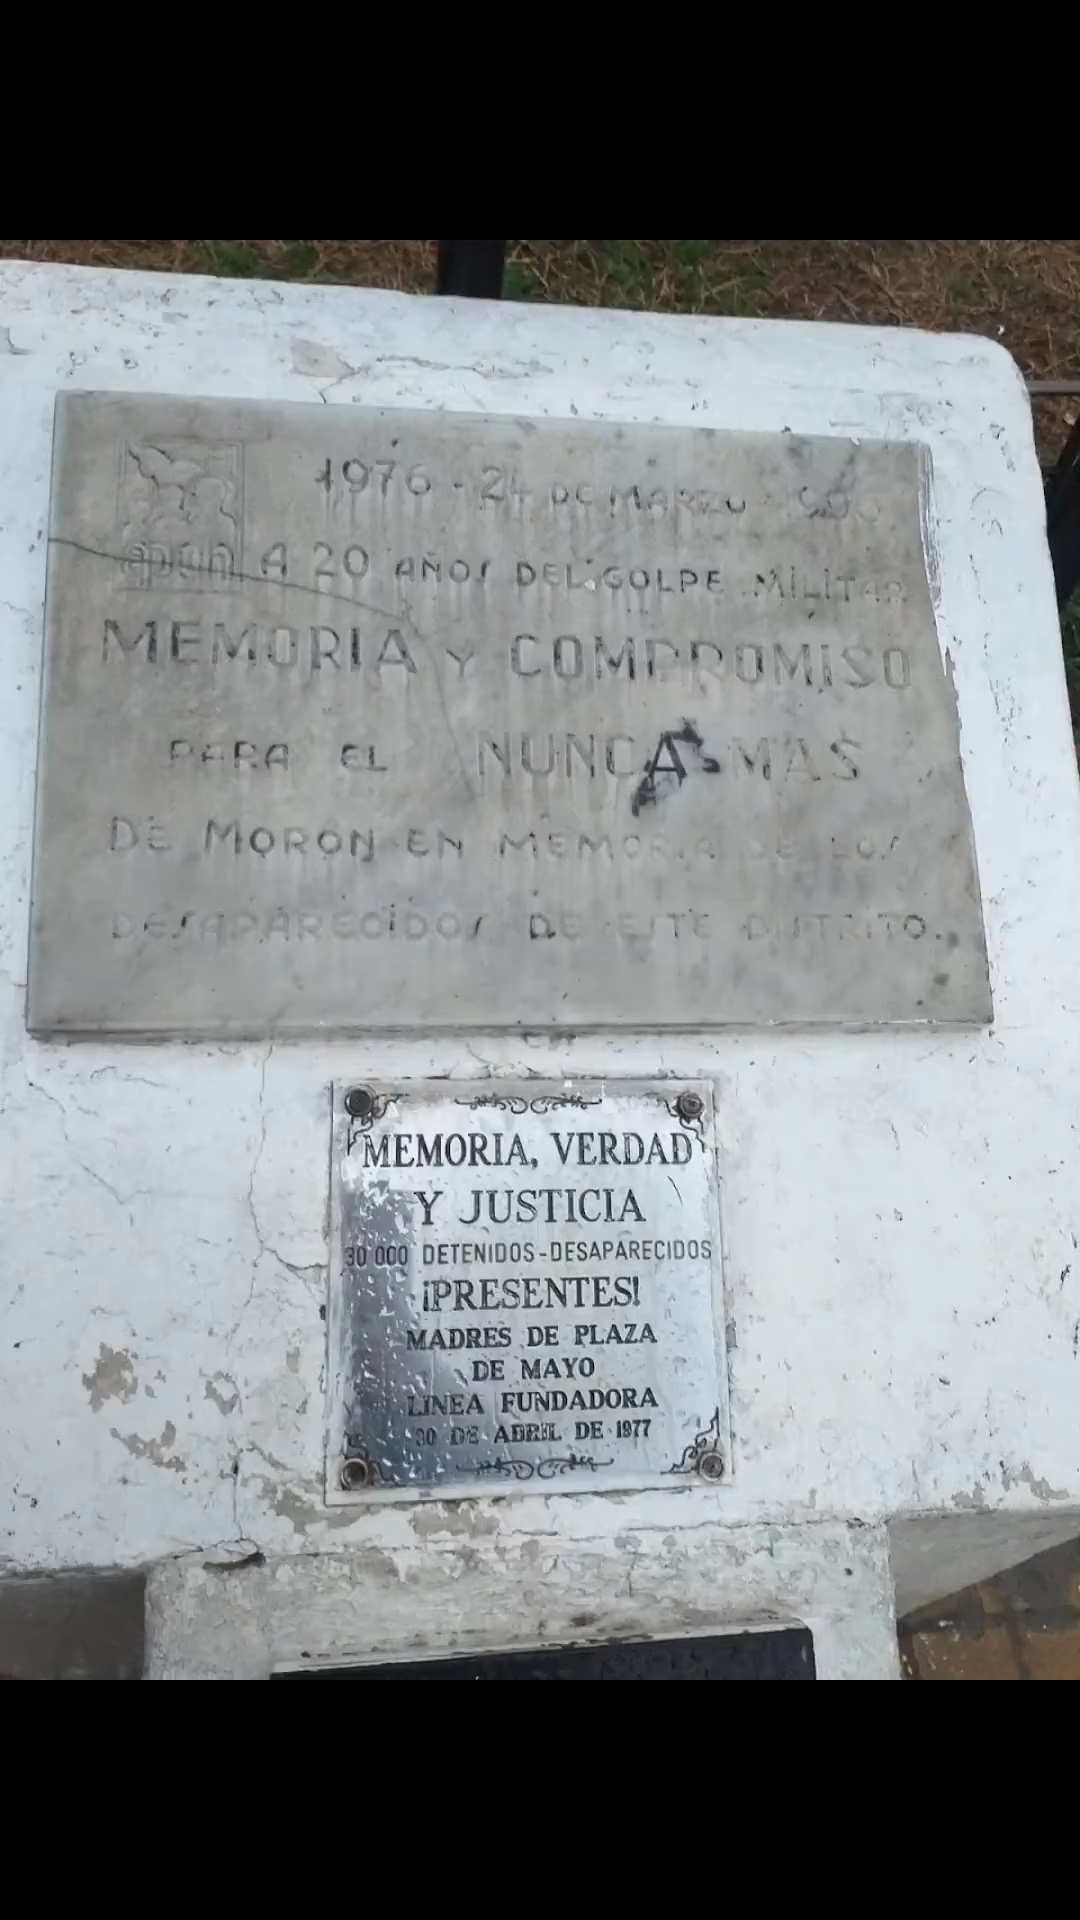 1976 - 24 DE MARZO
apdh
A 20 AÑOS DEL GOLPE MILITAR
MEMORIA Y COMPROMISO
PARA EL NUNCA MAS
DE MORON EN MEMORIA DE LOS
DESAPARECIDOS DE ESTE DISTRITO.
MEMORIA, VERDAD
Y JUSTICIA
30 000 DETENIDOS-DESAPARECIDOS
¡PRESENTES!
MADRES DE PLAZA
DE MAYO
LINEA FUNDADORA
30 DE ABRIL DE 1977